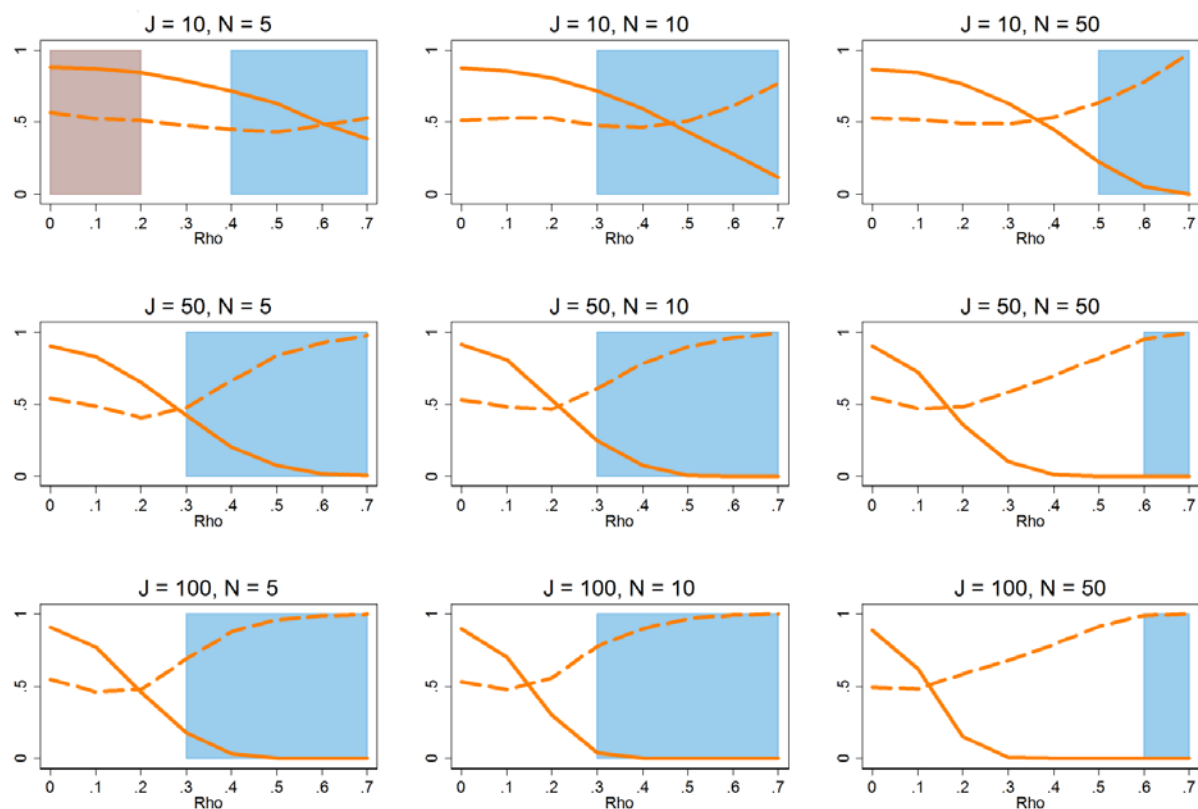 J = 10, N = 5
1
.5
0
0 .1 .2 .3 .4 .5 .6 .7
Rho
J = 10, N = 10
1
.5
0
0 .1 .2 .3 .4 .5 .6 .7
Rho
J = 10, N = 50
1
.5
0
0 .1 .2 .3 .4 .5 .6 .7
Rho
J = 50, N = 5
1
.5
0
0 .1 .2 .3 .4 .5 .6 .7
Rho
J = 50, N = 10
1
.5
0
0 .1 .2 .3 .4 .5 .6 .7
Rho
J = 50, N = 50
1
.5
0
0 .1 .2 .3 .4 .5 .6 .7
Rho
J = 100, N = 5
1
.5
0
0 .1 .2 .3 .4 .5 .6 .7
Rho
J = 100, N = 10
1
.5
0
0 .1 .2 .3 .4 .5 .6 .7
Rho
J = 100, N = 50
1
.5
0
0 .1 .2 .3 .4 .5 .6 .7
Rho